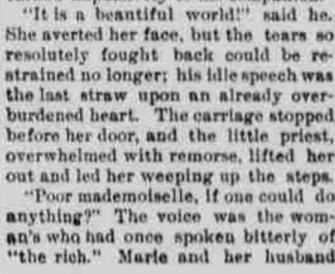 "It is a beautiful world!" said he.
She averted her face, but the tears so
resolutely fought back could be re-
strained no longer; his idle speech was
the last straw upon an already over-
burdened heart. The carriage stopped
before her door, and the little priest,
overwhelmed with remorse, lifted her
out and led her weeping up the steps.
"Poor mademoiselle, if one could do
anything?" The voice was the wom-
an's who had once spoken bitterly of
"the rich." Marie and her husband